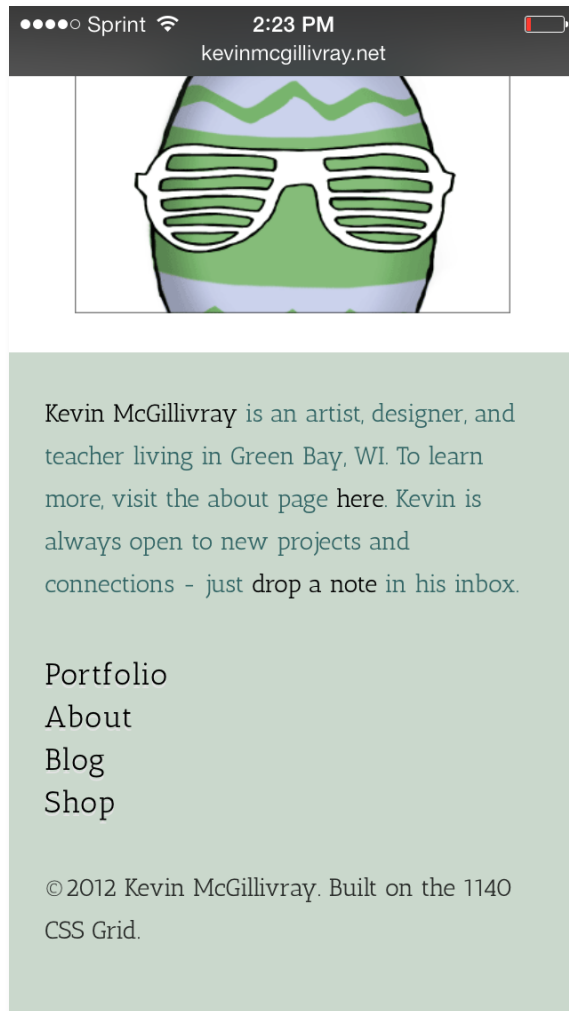 Sprint
2:23 PM
kevinmcgillivray.net
Kevin McGillivray is an artist, designer, and
teacher living in Green Bay, WI. To learn
more, visit the about page here. Kevin is
always open to new projects and
connections - just drop a note in his inbox.
Portfolio
About
Blog
Shop
©2012 Kevin McGillivray. Built on the 1140
CSS Grid.